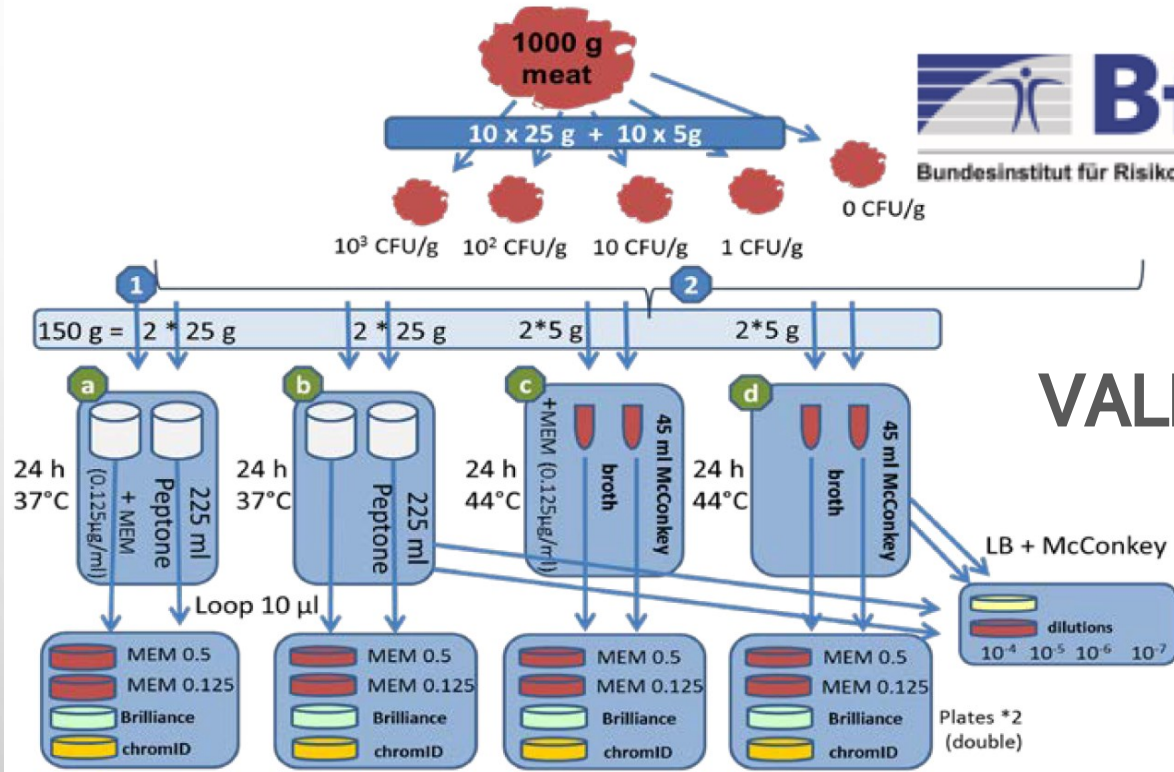 1000 g
meat
10 x 25 g + 10 x 5g
Bundesinstitut für
0 CFU/g
10³ CFU/g 10² CFU/g 10 CFU/g 1 CFU/g
1 2
150 g = 2 * 25 g 2 * 25 g 2*5 g 2*5 g
a b c d
24 h
37°C
225 ml
Peptone
+ MEM
(0.125µg/ml)
24 h
37°C
225 ml
Peptone
24 h
44°C
45 ml McConkey
broth
+MEM (0.125µg/ml)
24 h
44°C
45 ml McConkey
broth
LB + McConkey
dilutions
10⁻⁴ 10⁻⁵ 10⁻⁶ 10⁻⁷
Loop 10 µl
MEM 0.5
MEM 0.125
Brilliance
chromID
MEM 0.5
MEM 0.125
Brilliance
chromID
MEM 0.5
MEM 0.125
Brilliance
chromID
MEM 0.5
MEM 0.125
Brilliance
chromID
Plates *2
(double)